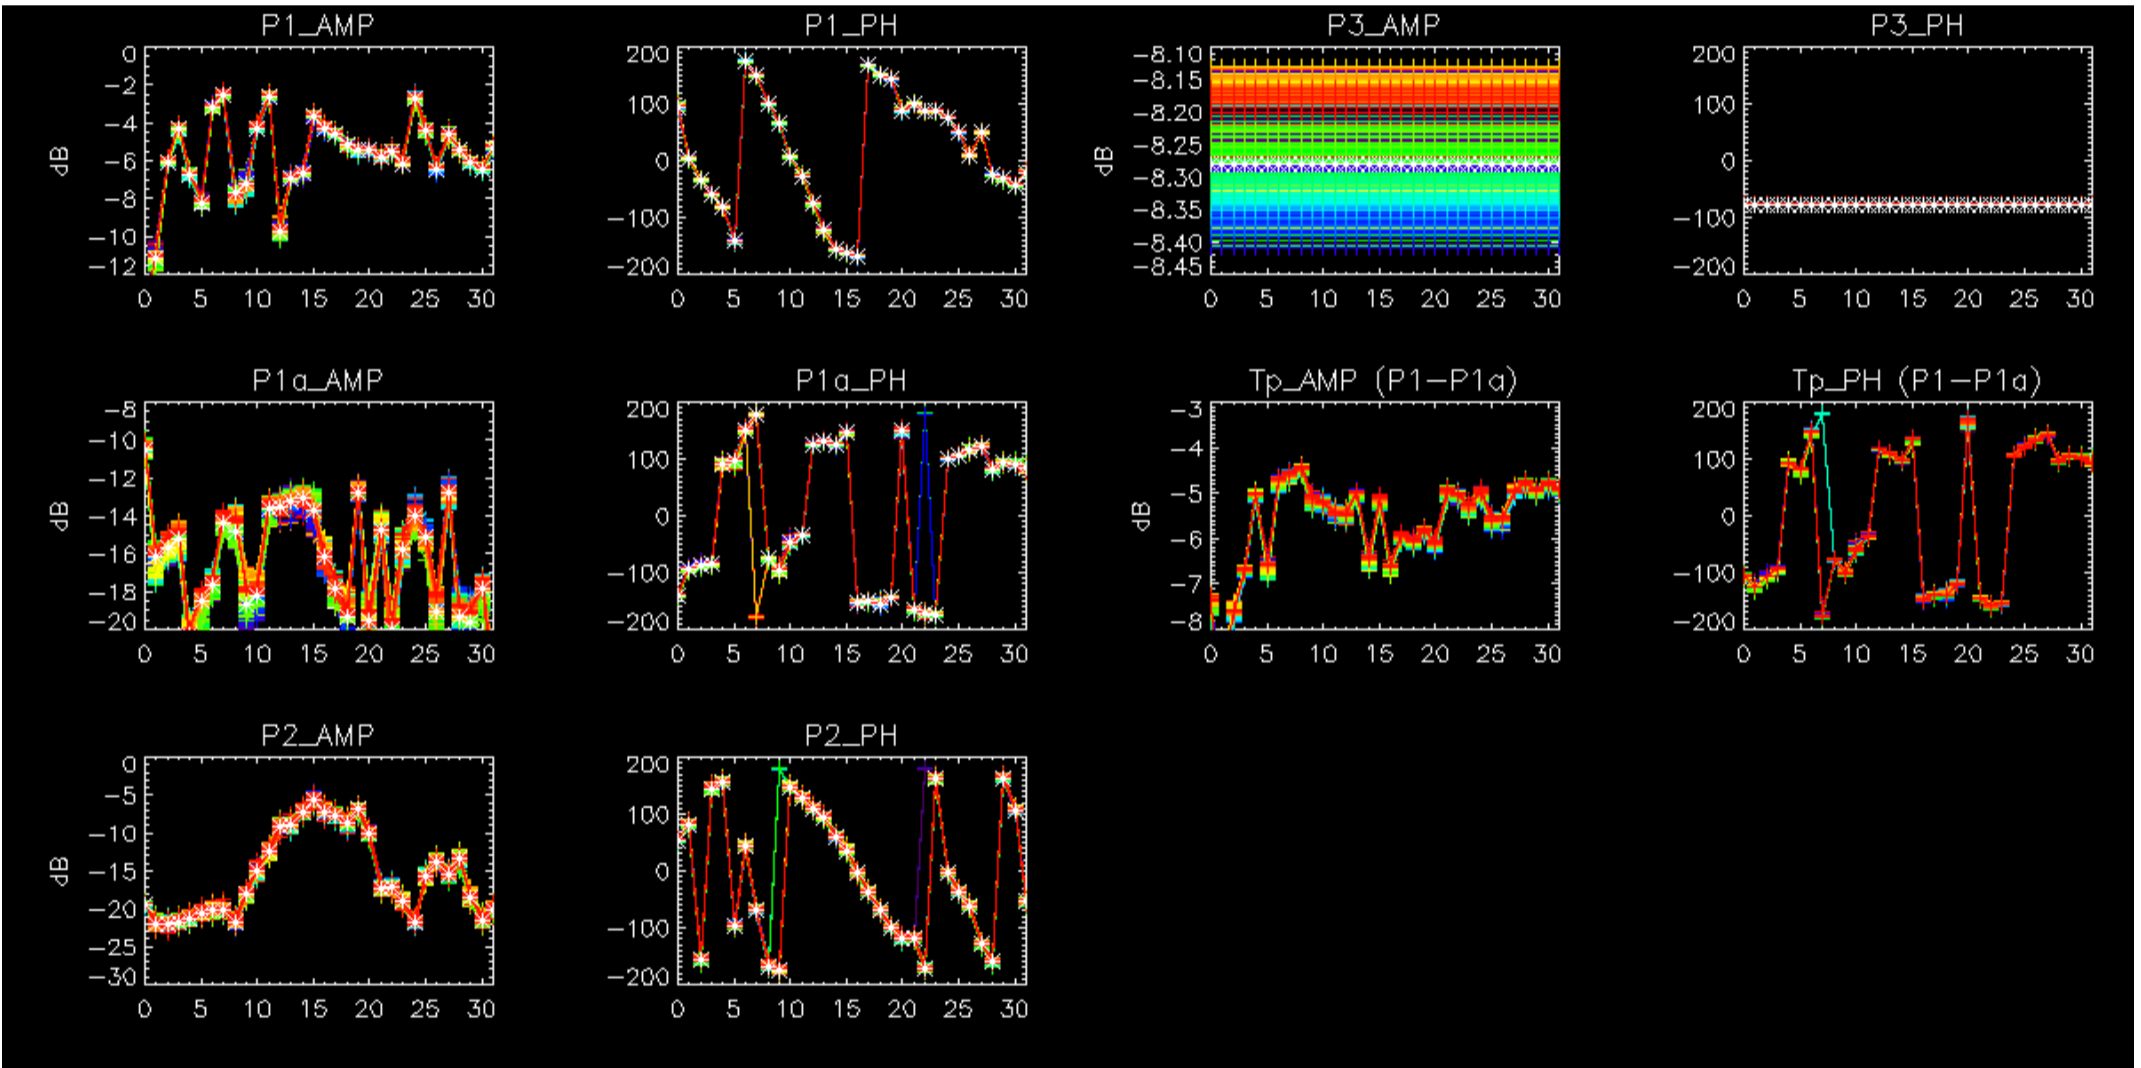 P1_AMP
P1_PH
P3_AMP
P3_PH
0
−2
−4
−6
−8
−10
−12
dB
0 5 10 15 20 25 30
200
100
0
−100
−200
0 5 10 15 20 25 30
−8.10
−8.15
−8.20
−8.25
−8.30
−8.35
−8.40
−8.45
dB
0 5 10 15 20 25 30
200
100
0
−100
−200
0 5 10 15 20 25 30
P1a_AMP
P1a_PH
Tp_AMP (P1−P1a)
Tp_PH (P1−P1a)
−8
−10
−12
−14
−16
−18
−20
dB
0 5 10 15 20 25 30
200
100
0
−100
−200
0 5 10 15 20 25 30
−3
−4
−5
−6
−7
−8
dB
0 5 10 15 20 25 30
200
100
0
−100
−200
0 5 10 15 20 25 30
P2_AMP
P2_PH
0
−5
−10
−15
−20
−25
−30
dB
0 5 10 15 20 25 30
200
100
0
−100
−200
0 5 10 15 20 25 30